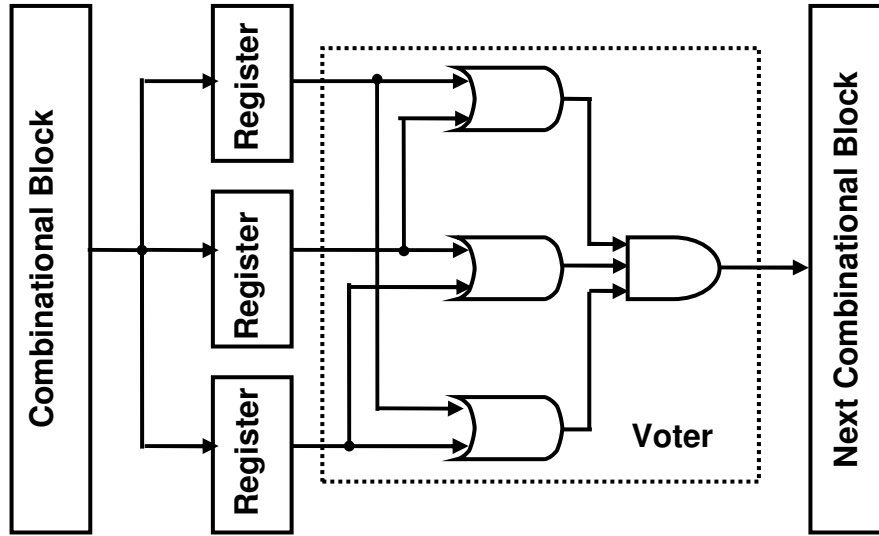 Combinational Block
Register
Register
Register
Voter
Next Combinational Block